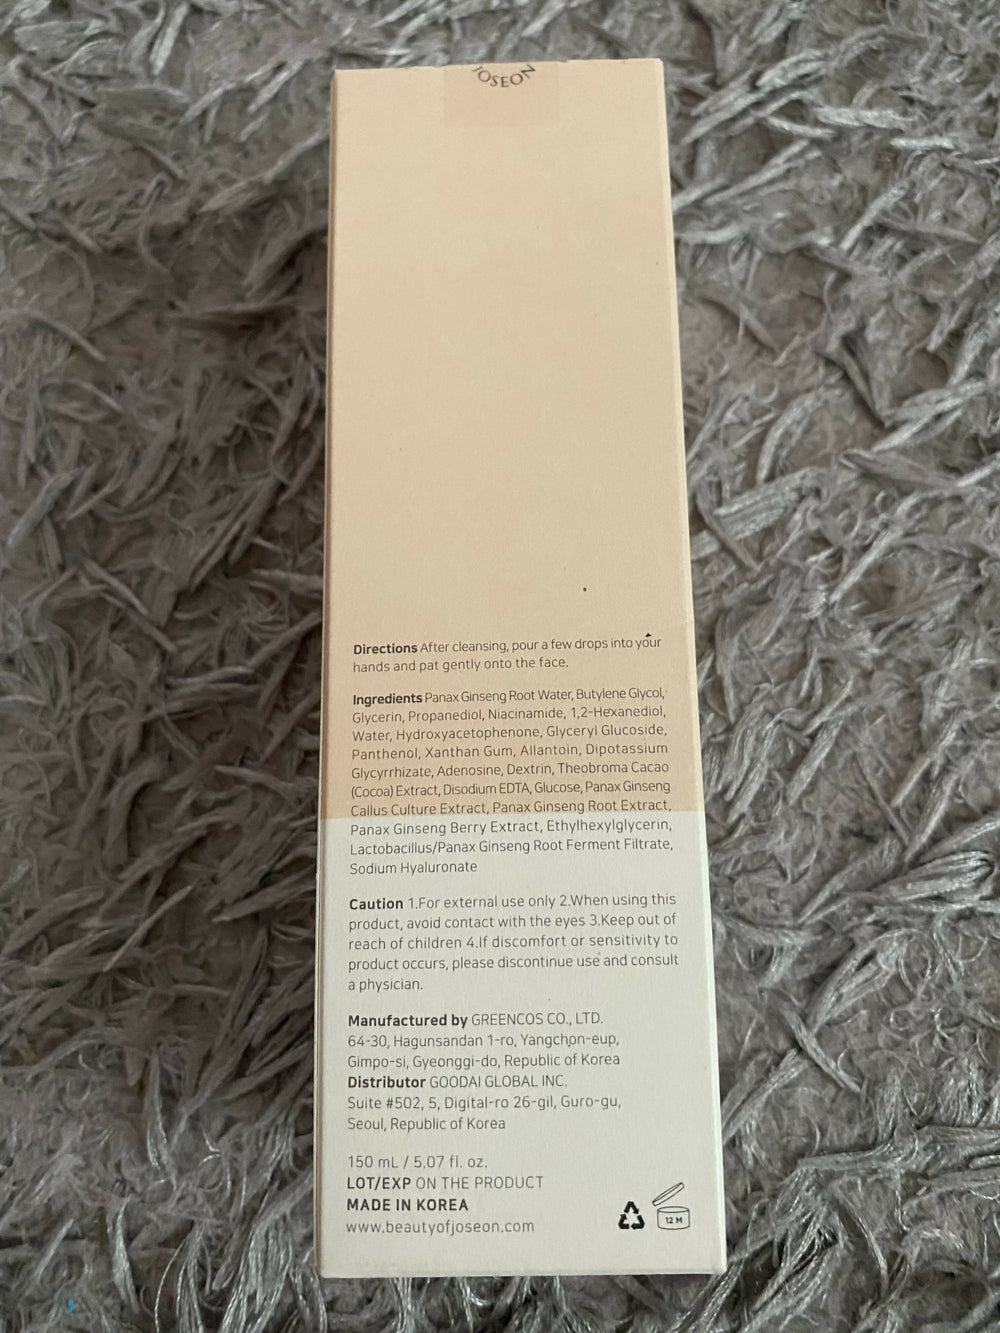 JOSEON
Directions After cleansing, pour a few drops into your
hands and pat gently onto the face.
Ingredients Panax Ginseng Root Water, Butylene Glycol,
Glycerin, Propanediol, Niacinamide, 1,2-Hexanediol,
Water, Hydroxyacetophenone, Glyceryl Glucoside,
Panthenol, Xanthan Gum, Allantoin, Dipotassium
Glycyrrhizate, Adenosine, Dextrin, Theobroma Cacao
(Cocoa) Extract, Disodium EDTA, Glucose, Panax Ginseng
Callus Culture Extract, Panax Ginseng Root Extract,
Panax Ginseng Berry Extract, Ethylhexylglycerin,
Lactobacillus/Panax Ginseng Root Ferment Filtrate,
Sodium Hyaluronate
Caution 1.For external use only 2.When using this
product, avoid contact with the eyes 3.Keep out of
reach of children 4.If discomfort or sensitivity to
product occurs, please discontinue use and consult
a physician.
Manufactured by GREENCOS CO., LTD.
64-30, Hagunsandan 1-ro, Yangchon-eup,
Gimpo-si, Gyeonggi-do, Republic of Korea
Distributor GOODAI GLOBAL INC.
Suite #502, 5, Digital-ro 26-gil, Guro-gu,
Seoul, Republic of Korea
150 mL / 5.07 fl. oz.
LOT/EXP ON THE PRODUCT
MADE IN KOREA
www.beautyofjoseon.com
12 M